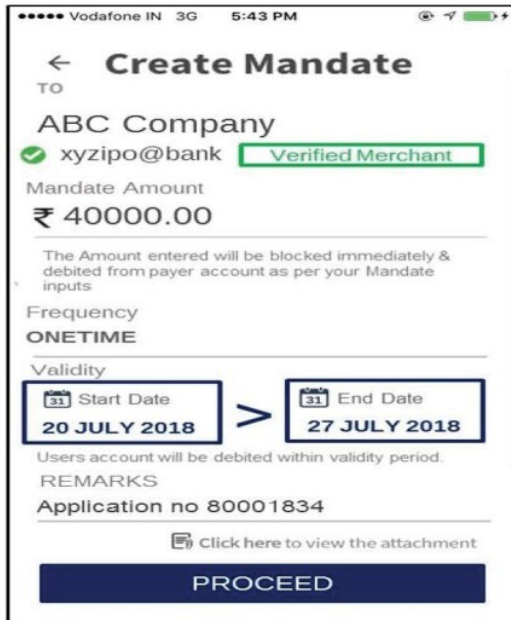 Vodafone IN 3G 5:43 PM
← Create Mandate
TO
ABC Company
xyzipo@bank Verified Merchant
Mandate Amount
₹ 40000.00
The Amount entered will be blocked immediately &
debited from payer account as per your Mandate
inputs
Frequency
ONETIME
Validity
31 Start Date > 31 End Date
20 JULY 2018 27 JULY 2018
Users account will be debited within validity period.
REMARKS
Application no 80001834
Click here to view the attachment
PROCEED